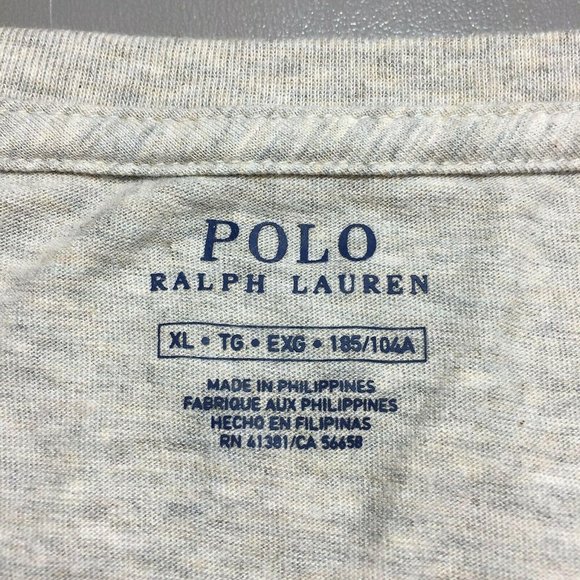 POLO
RALPH LAUREN
XL • TG • EXG • 185/104A
MADE IN PHILIPPINES
FABRIQUE AUX PHILIPPINES
HECHO EN FILIPINAS
RN 41381/CA 56658